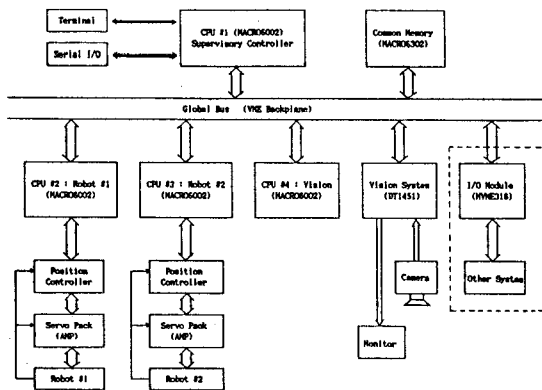 Terminal
Serial I/O
CPU #1 (MACRO6002)
Supervisory Controller
Common Memory
(MACRO6302)
Global Bus (VME Backplane)
CPU #2 : Robot #1
(MACRO6002)
CPU #3 : Robot #2
(MACRO6002)
CPU #4 : Vision
(MACRO6002)
Vision System
(DT1451)
I/O Module
(MVME316)
Position
Controller
Position
Controller
Camera
Other System
Servo Pack
(AMP)
Servo Pack
(AMP)
Monitor
Robot #1
Robot #2